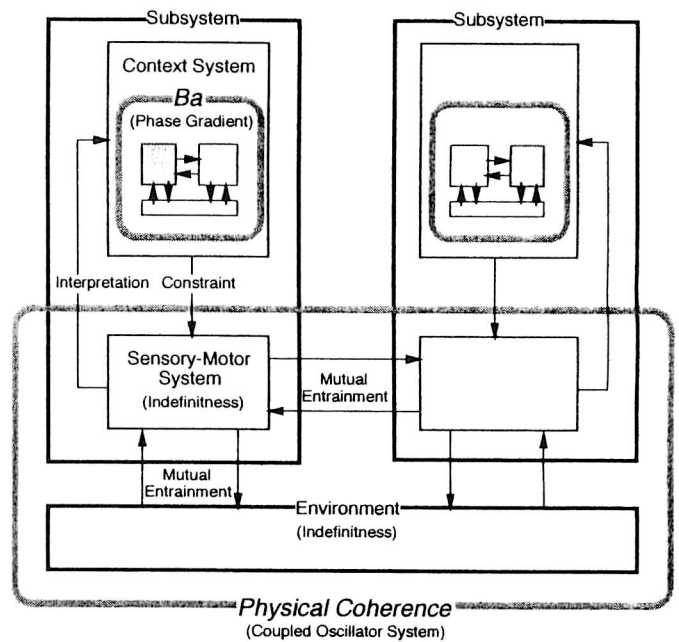 Subsystem
Subsystem
Context System
Ba
(Phase Gradient)
Interpretation
Constraint
Sensory-Motor
System
(Indefinitness)
Mutual
Entrainment
Mutual
Entrainment
Environment
(Indefinitness)
Physical Coherence
(Coupled Oscillator System)